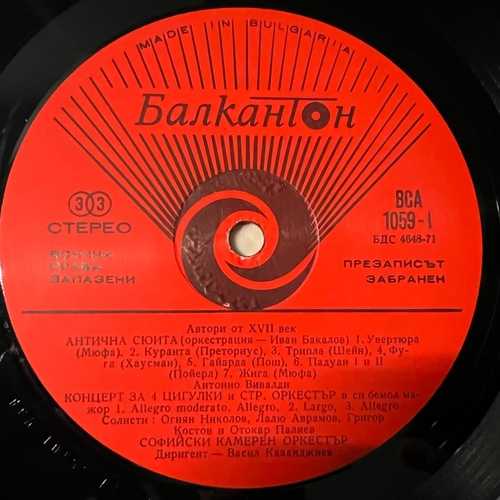 MADE IN BULGARIA
Балкантон
33
СТЕРЕО
ВСИЧКИ
ПРАВА
ЗАПАЗЕНИ
ВСА
1059-I
БДС 4648-71
ПРЕЗАПИСЪТ
ЗАБРАНЕН
Автори от XVII век
АНТИЧНА СЮИТА (оркестрация — Иван Бакалов) 1. Увертюра
(Мюфа). 2. Куранта (Преториус), 3. Трипла (Шейн), 4. Фу-
га (Хаусман), 5. Гайарда (Пош), 6. Падуан I и II
(Пойерл) 7. Жига (Мюфа)
Антонио Вивалди
КОНЦЕРТ ЗА 4 ЦИГУЛКИ и СТР. ОРКЕСТЪР в си бемол ма-
жор 1. Allegro moderato, Allegro, 2. Largo, 3. Allegro
Солисти: Огнян Николов, Лалю Аврамов, Григор
Костов и Отокар Палиев
СОФИЙСКИ КАМЕРЕН ОРКЕСТЪР
Диригент — Васил Казанджиев